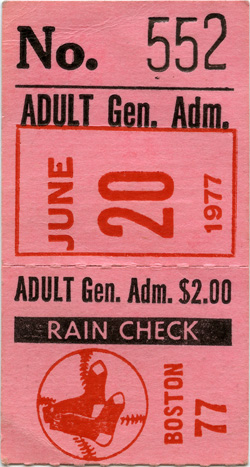 No. 552
ADULT Gen. Adm.
JUNE 20 1977
ADULT Gen. Adm. $2.00
RAIN CHECK
BOSTON 77